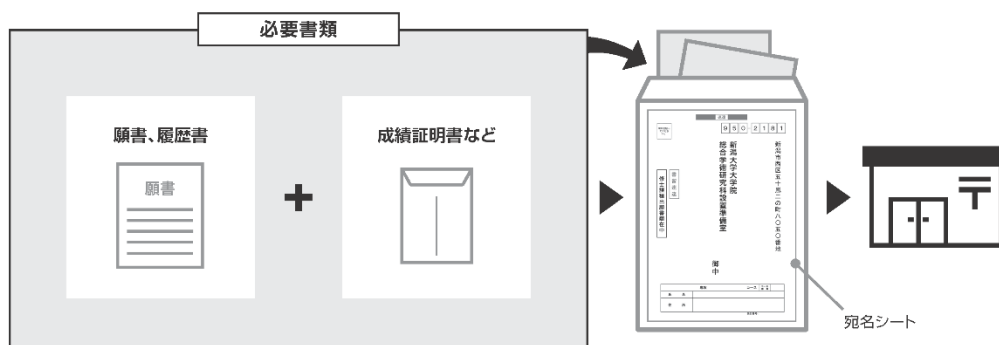 必要書類
願書、履歴書
願書
成績証明書など
9502181
新潟市西区五十嵐二の町八〇五〇番地
新潟大学大学院
総合学術研究科設置準備室
御中
宛名シート